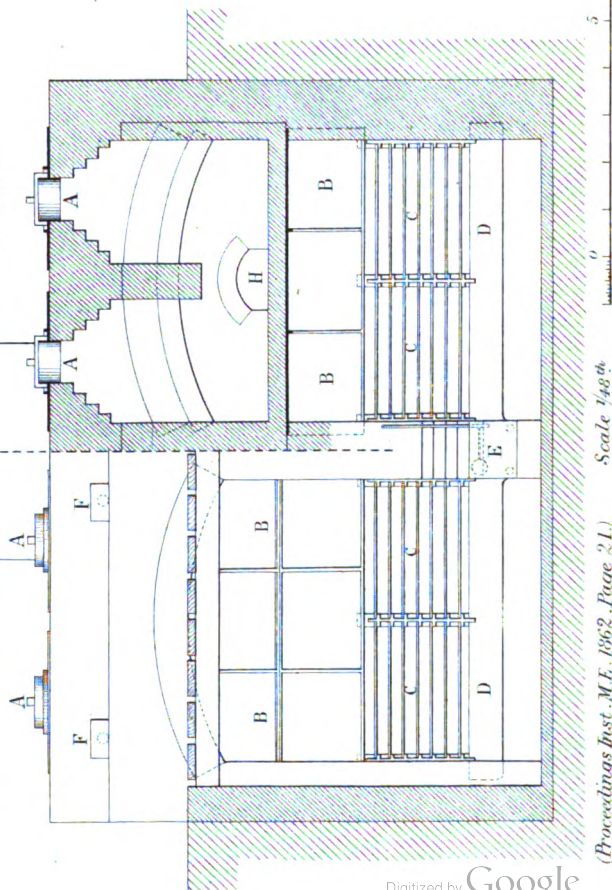 A
A
A
A
F
F
H
B
B
B
B
C
C
C
C
D
D
E
(Proceedings Inst. M.E. 1862. Page 21.)
Scale 1/48th
0
5
Digitized by Google